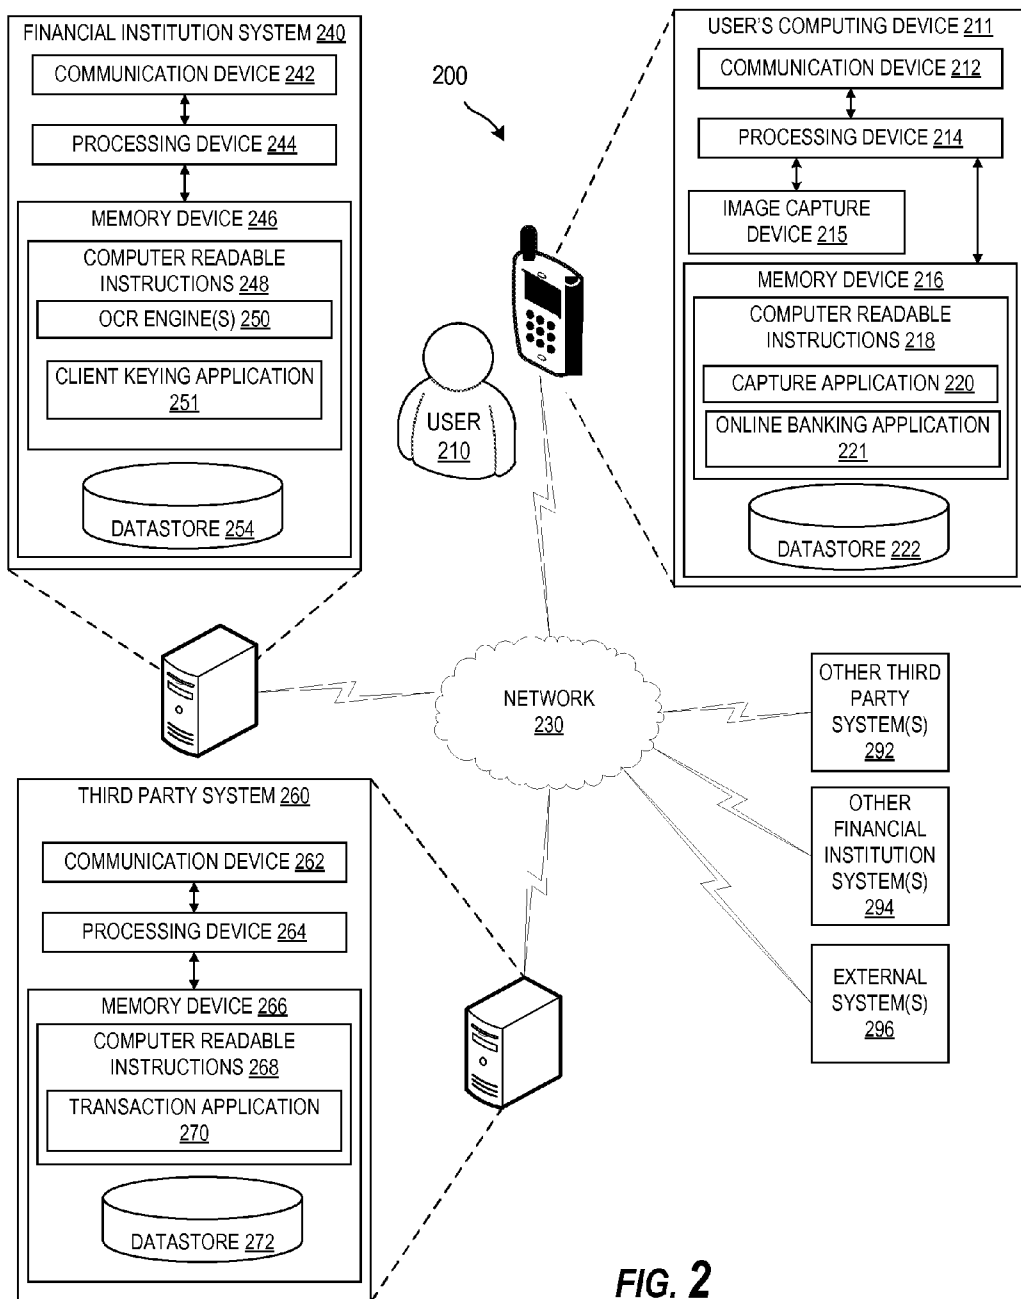 FINANCIAL INSTITUTION SYSTEM 240
COMMUNICATION DEVICE 242
PROCESSING DEVICE 244
MEMORY DEVICE 246
COMPUTER READABLE
INSTRUCTIONS 248
OCR ENGINE(S) 250
CLIENT KEYING APPLICATION
251
DATASTORE 254
200
USER
210
USER'S COMPUTING DEVICE 211
COMMUNICATION DEVICE 212
PROCESSING DEVICE 214
IMAGE CAPTURE
DEVICE 215
MEMORY DEVICE 216
COMPUTER READABLE
INSTRUCTIONS 218
CAPTURE APPLICATION 220
ONLINE BANKING APPLICATION
221
DATASTORE 222
NETWORK
230
OTHER THIRD
PARTY
SYSTEM(S)
292
OTHER
FINANCIAL
INSTITUTION
SYSTEM(S)
294
EXTERNAL
SYSTEM(S)
296
THIRD PARTY SYSTEM 260
COMMUNICATION DEVICE 262
PROCESSING DEVICE 264
MEMORY DEVICE 266
COMPUTER READABLE
INSTRUCTIONS 268
TRANSACTION APPLICATION
270
DATASTORE 272
FIG. 2